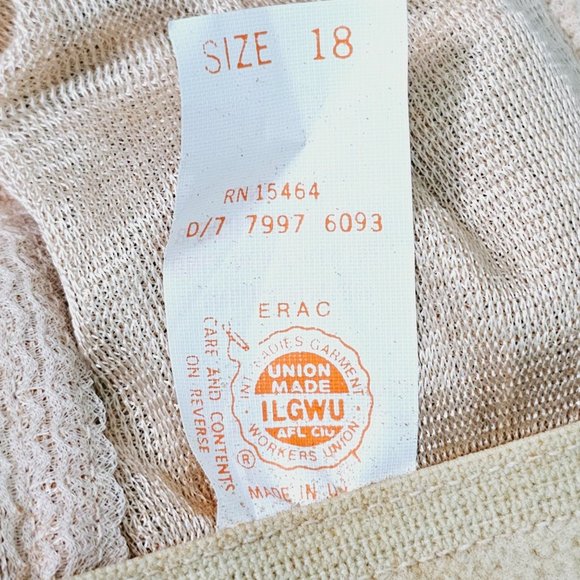 SIZE 18
RN 15464
D/7 7997 6093
ERAC
INT'L LADIES GARMENT
UNION
MADE
ILGWU
AFL CIO
WORKERS UNION
®
MADE IN
CARE AND CONTENTS
ON REVERSE